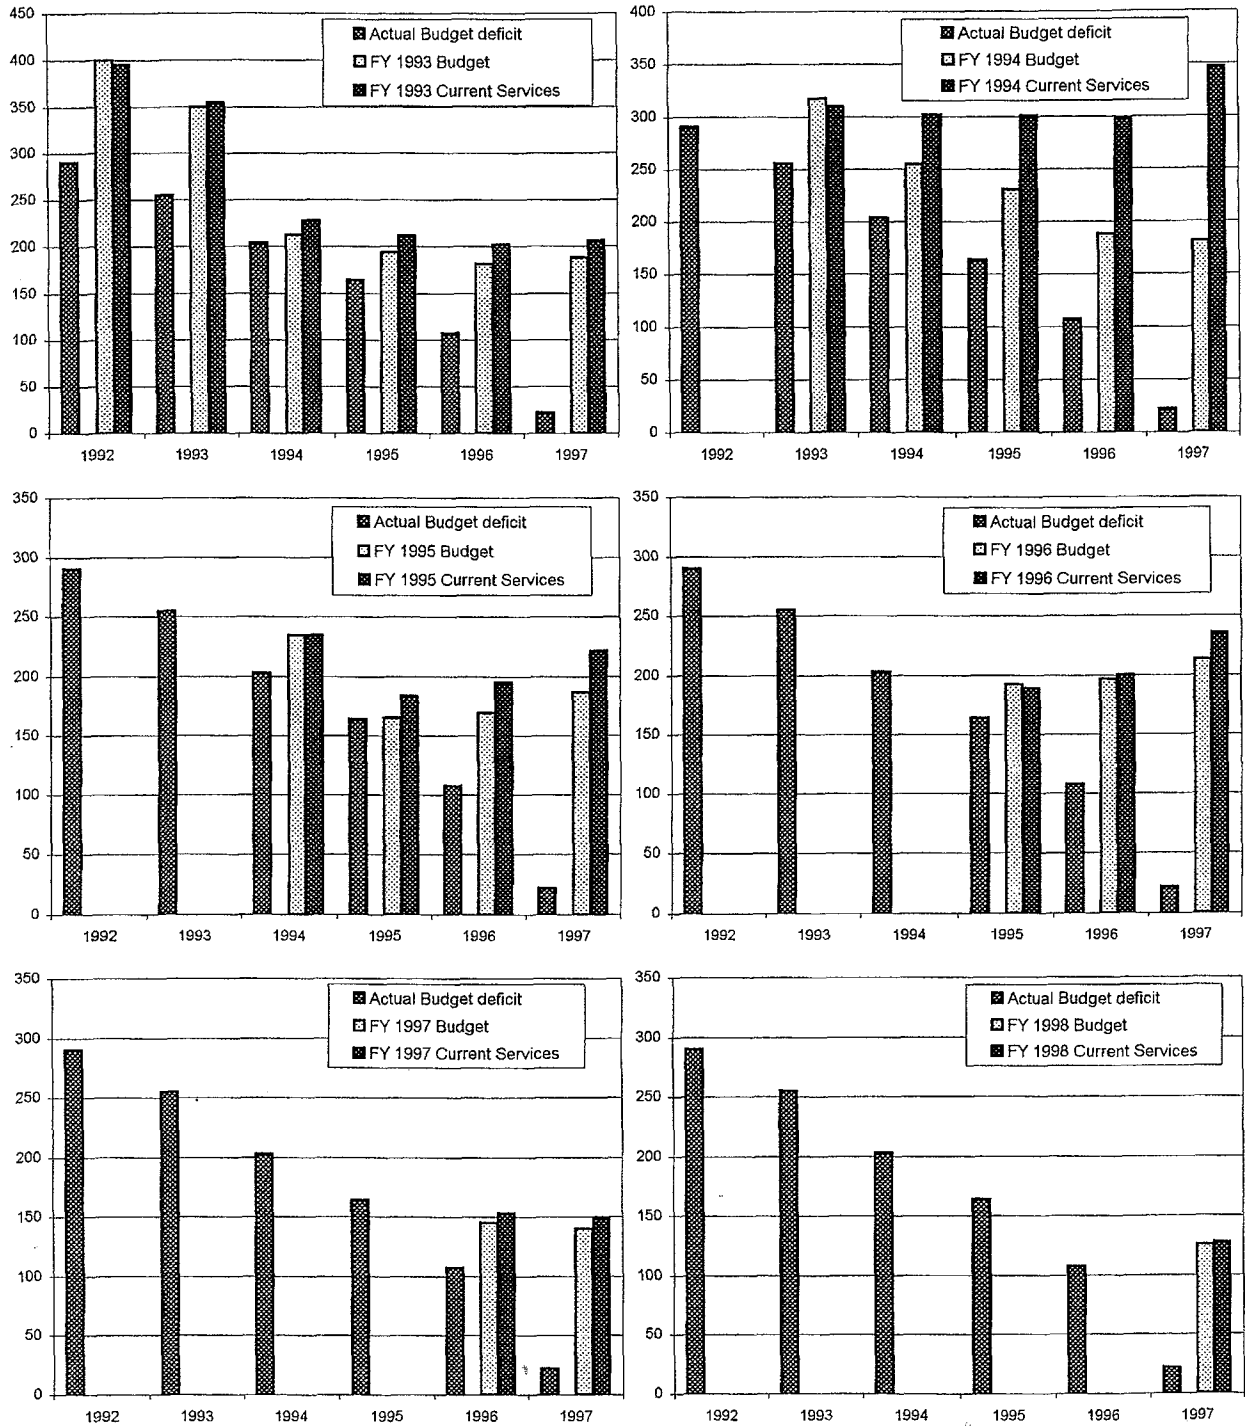 450
400
350
300
250
200
150
100
50
0
Actual Budget deficit
FY 1993 Budget
FY 1993 Current Services
1992 1993 1994 1995 1996 1997
400
350
300
250
200
150
100
50
0
Actual Budget deficit
FY 1994 Budget
FY 1994 Current Services
1992 1993 1994 1995 1996 1997
350
300
250
200
150
100
50
0
Actual Budget deficit
FY 1995 Budget
FY 1995 Current Services
1992 1993 1994 1995 1996 1997
350
300
250
200
150
100
50
0
Actual Budget deficit
FY 1996 Budget
FY 1996 Current Services
1992 1993 1994 1995 1996 1997
350
300
250
200
150
100
50
0
Actual Budget deficit
FY 1997 Budget
FY 1997 Current Services
1992 1993 1994 1995 1996 1997
350
300
250
200
150
100
50
0
Actual Budget deficit
FY 1998 Budget
FY 1998 Current Services
1992 1993 1994 1995 1996 1997